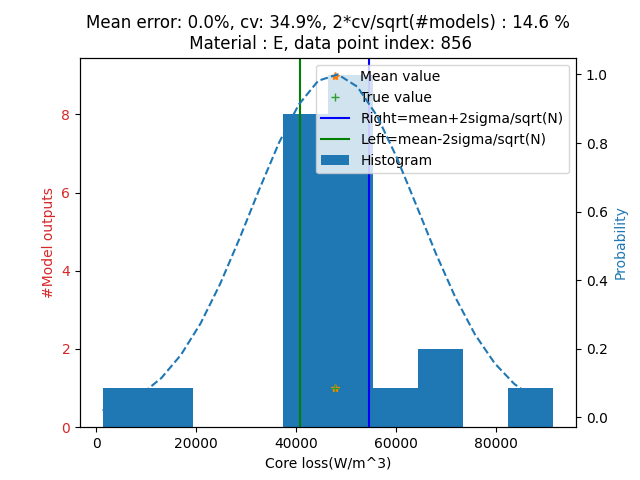 Mean error: 0.0%, cv: 34.9%, 2*cv/sqrt(#models) : 14.6 %
Material : E, data point index: 856
Mean value
True value
Right=mean+2sigma/sqrt(N)
Left=mean-2sigma/sqrt(N)
Histogram
#Model outputs
8
6
4
2
0
1.0
0.8
0.6
0.4
0.2
0.0
Probability
0
20000
40000
60000
80000
Core loss(W/m^3)